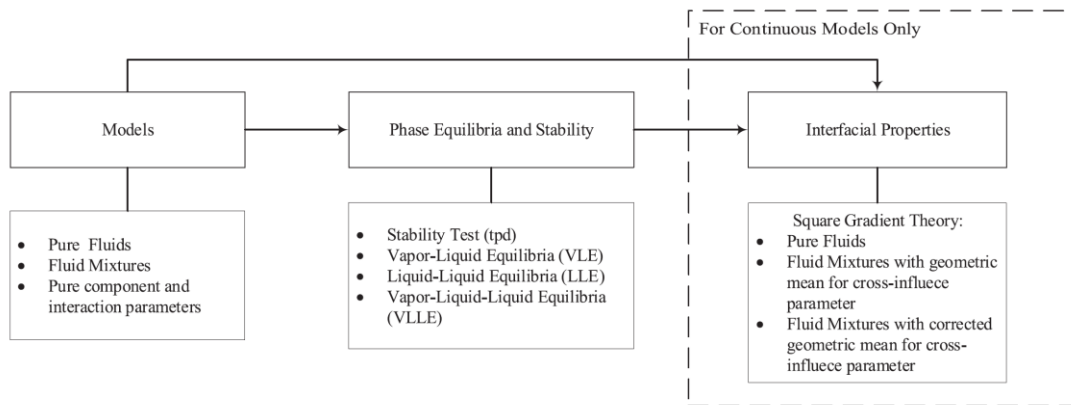 For Continuous Models Only
Models
Phase Equilibria and Stability
Interfacial Properties
• Pure Fluids
• Fluid Mixtures
• Pure component and
interaction parameters
• Stability Test (tpd)
• Vapor-Liquid Equilibria (VLE)
• Liquid-Liquid Equilibria (LLE)
• Vapor-Liquid-Liquid Equilibria
(VLLE)
Square Gradient Theory:
• Pure Fluids
• Fluid Mixtures with geometric
mean for cross-influece
parameter
• Fluid Mixtures with corrected
geometric mean for cross-
influece parameter